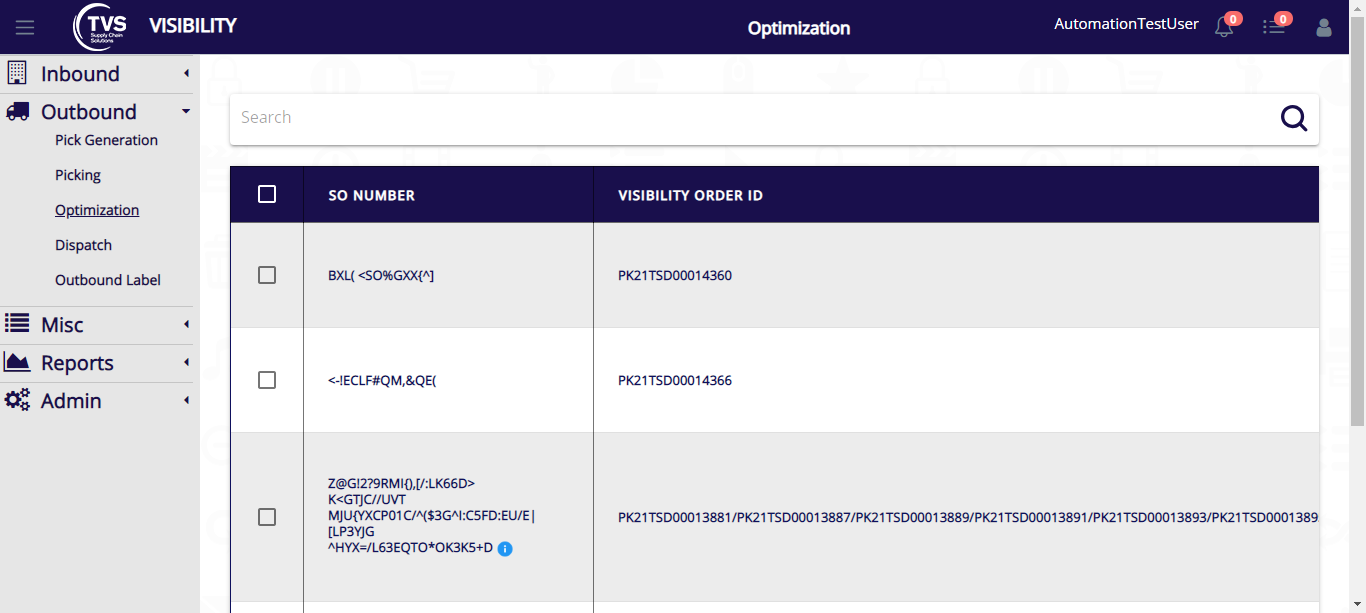 TVS
Supply Chain
Solutions
VISIBILITY
Optimization
AutomationTestUser
0
0
Inbound
Outbound
Pick Generation
Picking
Optimization
Dispatch
Outbound Label
Misc
Reports
Admin
Search
SO NUMBER
VISIBILITY ORDER ID
BXL( <SO%GXX{^]
PK21TSD00014360
<-!ECLF#QM,&QE(
PK21TSD00014366
Z@G!2?9RMI{),[/:LK66D>
K<GTJC//UVT
MJU{YXCP01C/^($3G^I:C5FD:EU/E|
[LP3YJG
^HYX=/L63EQTO*OK3K5+D
PK21TSD00013881/PK21TSD00013887/PK21TSD00013889/PK21TSD00013891/PK21TSD00013893/PK21TSD0001389